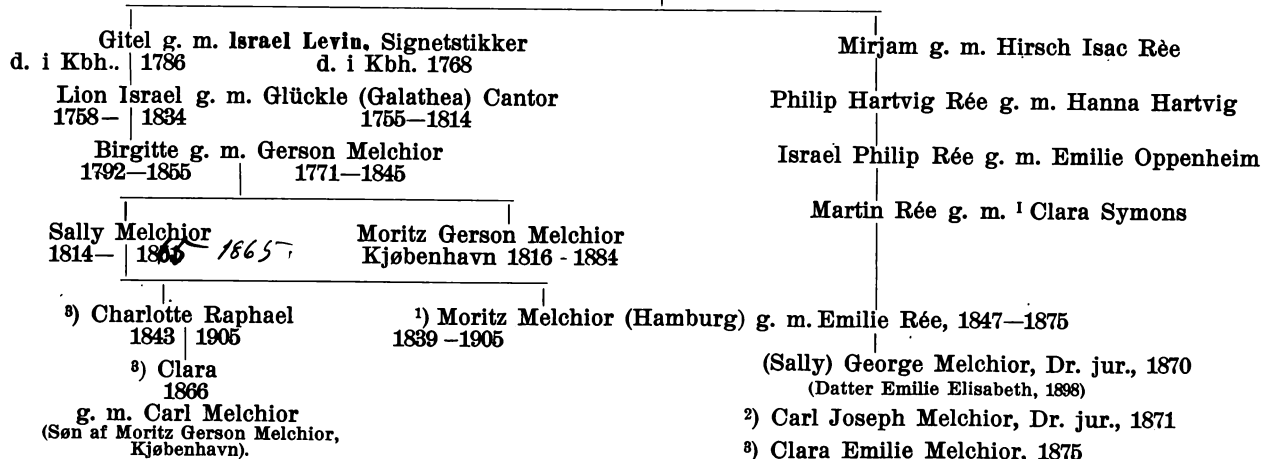 Gitel g. m. Israel Levin, Signetstikker
d. i Kbh.. 1786 d. i Kbh. 1768
Lion Israel g. m. Glückle (Galathea) Cantor
1758— 1834 1755—1814
Birgitte g. m. Gerson Melchior
1792—1855 1771—1845
Sally Melchior
1814— 1865 1865
Moritz Gerson Melchior
Kjøbenhavn 1816 - 1884
³) Charlotte Raphael
1843 1905
³) Clara
1866
g. m. Carl Melchior
(Søn af Moritz Gerson Melchior,
Kjøbenhavn).
Mirjam g. m. Hirsch Isac Rèe
Philip Hartvig Rée g. m. Hanna Hartvig
Israel Philip Rée g. m. Emilie Oppenheim
Martin Rée g. m. ¹ Clara Symons
¹) Moritz Melchior (Hamburg) g. m. Emilie Rée, 1847—1875
1839 —1905
(Sally) George Melchior, Dr. jur., 1870
(Datter Emilie Elisabeth, 1898)
²) Carl Joseph Melchior, Dr. jur., 1871
³) Clara Emilie Melchior, 1875